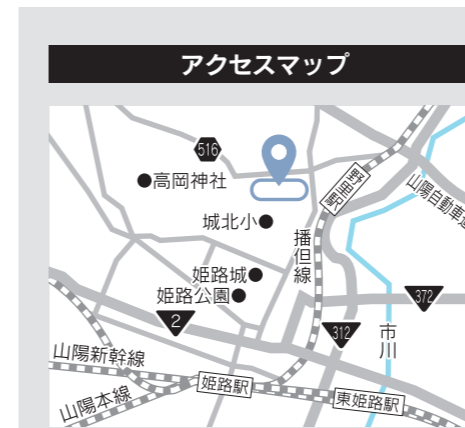 アクセスマップ
516
高岡神社
野里駅
山陽自動車道
城北小
播但線
姫路城
姫路公園
372
2
312
市川
山陽新幹線
姫路駅
東姫路駅
山陽本線